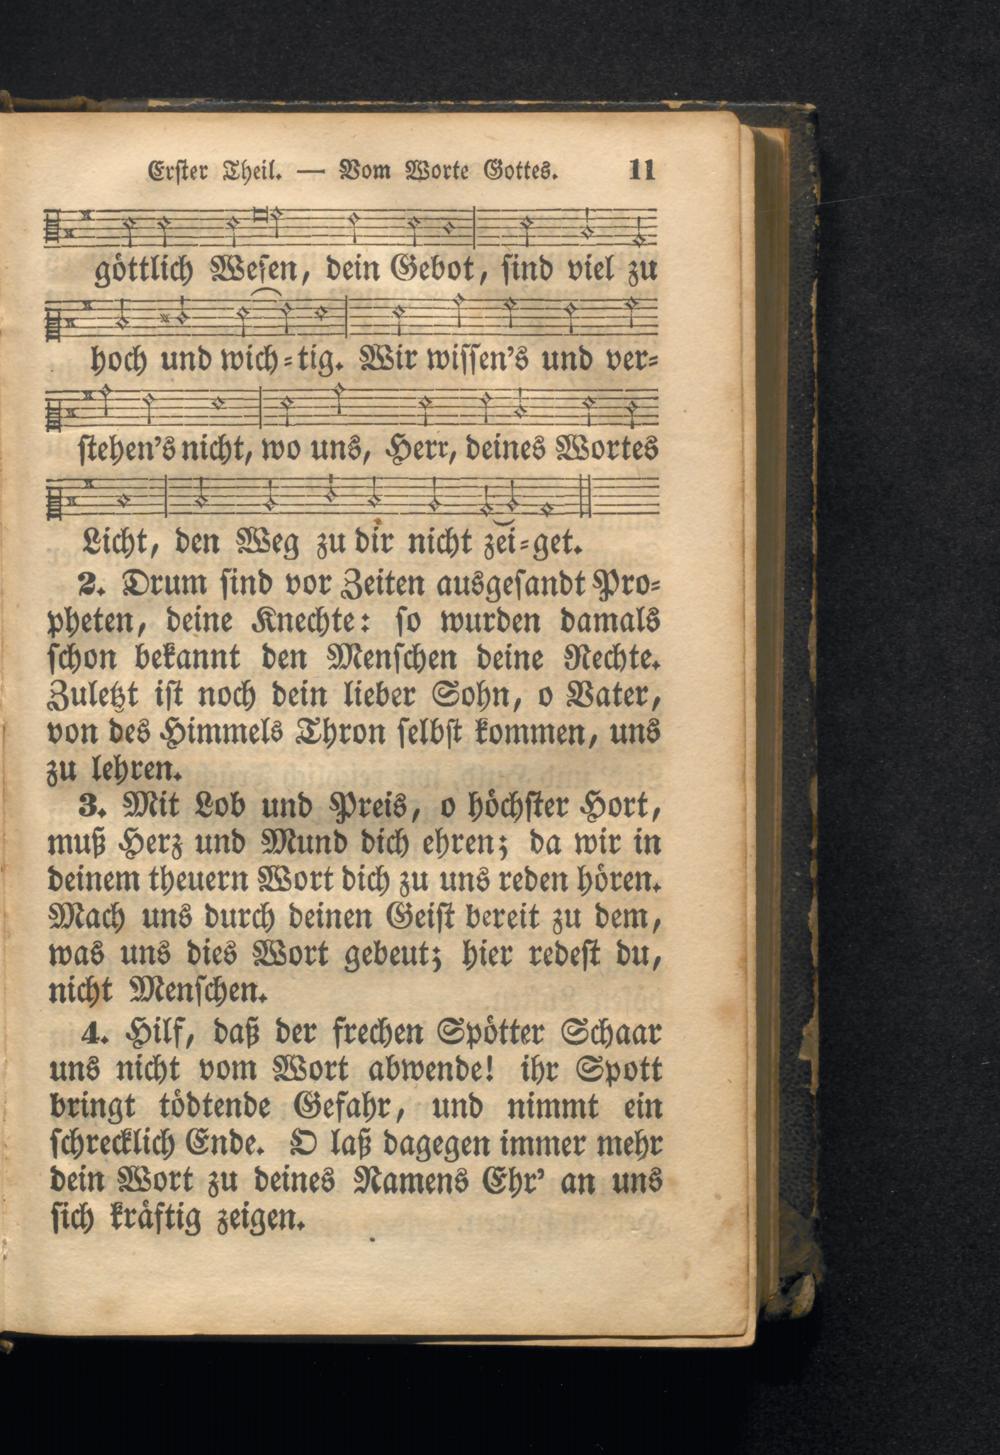 Erster Theil. — Vom Worte Gottes. 11
göttlich Wesen, dein Gebot, sind viel zu
hoch und wich=tig. Wir wissen's und ver=
stehen's nicht, wo uns, Herr, deines Wortes
Licht, den Weg zu dir nicht zei=get.
2. Drum sind vor Zeiten ausgesandt Pro=
pheten, deine Knechte: so wurden damals
schon bekannt den Menschen deine Rechte.
Zuletzt ist noch dein lieber Sohn, o Vater,
von des Himmels Thron selbst kommen, uns
zu lehren.
3. Mit Lob und Preis, o höchster Hort,
muß Herz und Mund dich ehren; da wir in
deinem theuern Wort dich zu uns reden hören.
Mach uns durch deinen Geist bereit zu dem,
was uns dies Wort gebeut; hier redest du,
nicht Menschen.
4. Hilf, daß der frechen Spötter Schaar
uns nicht vom Wort abwende! ihr Spott
bringt tödtende Gefahr, und nimmt ein
schrecklich Ende. O laß dagegen immer mehr
dein Wort zu deines Namens Ehr' an uns
sich kräftig zeigen.